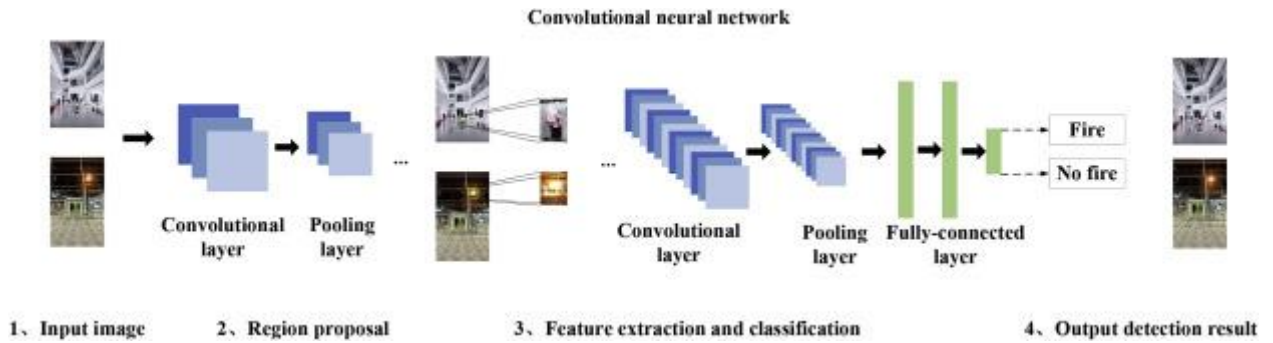 Convolutional neural network
...
...
Fire
No fire
Convolutional
layer
Pooling
layer
Convolutional
layer
Pooling
layer
Fully-connected
layer
1、Input image
2、Region proposal
3、Feature extraction and classification
4、Output detection result